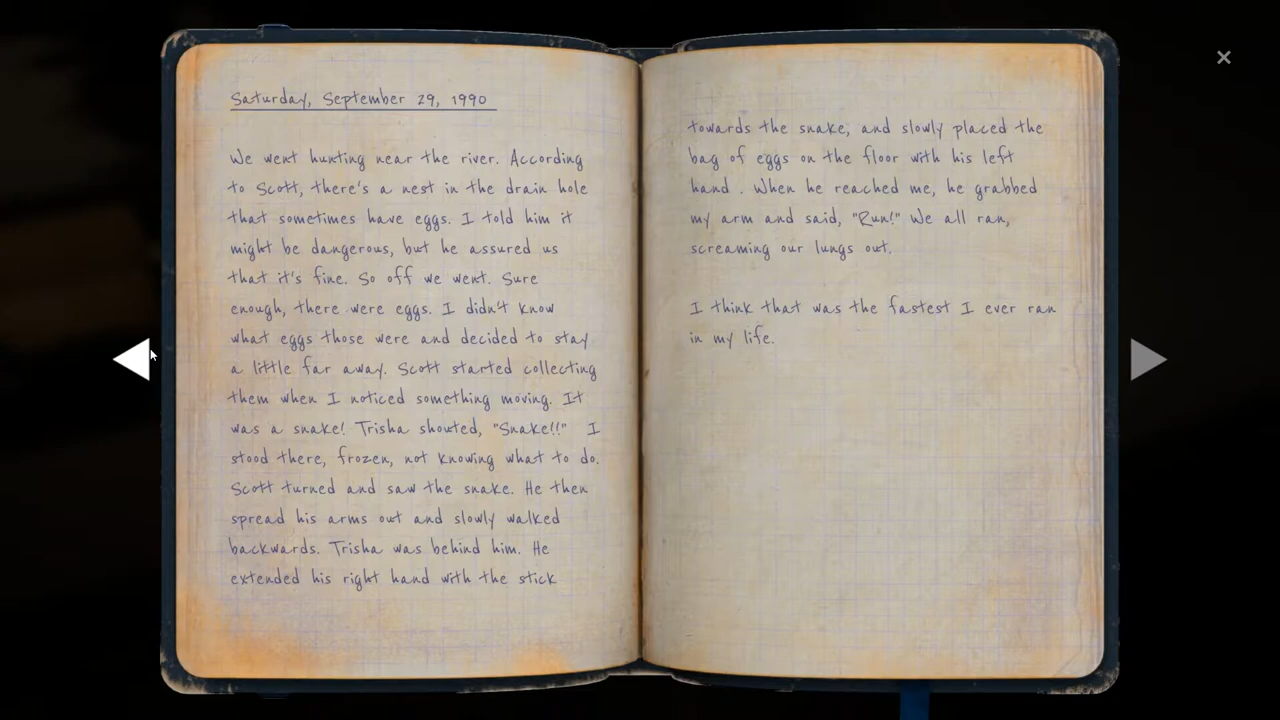 Saturday, September 29, 1990
We went hunting near the river. According
to Scott, there's a nest in the drain hole
that sometimes have eggs. I told him it
might be dangerous, but he assured us
that it's fine. So off we went. Sure
enough, there were eggs. I didn't know
what eggs those were and decided to stay
a little far away. Scott started collecting
them when I noticed something moving. It
was a snake! Trisha shouted, "Snake!!" I
stood there, frozen, not knowing what to do.
Scott turned and saw the snake. He then
spread his arms out and slowly walked
backwards. Trisha was behind him. He
extended his right hand with the stick
towards the snake, and slowly placed the
bag of eggs on the floor with his left
hand . When he reached me, he grabbed
my arm and said, "Run!" We all ran,
screaming our lungs out.
I think that was the fastest I ever ran
in my life.